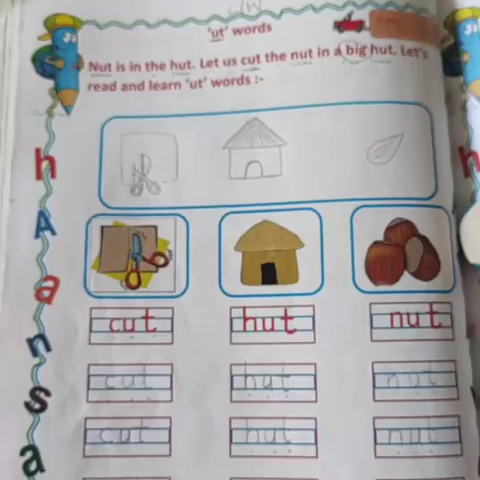 'ut' words
Nut is in the hut. Let us cut the nut in a big hut. Let's
read and learn 'ut' words :-
cut hut nut
cut hut nut
cut hut nut
h
A
a
n
s
a